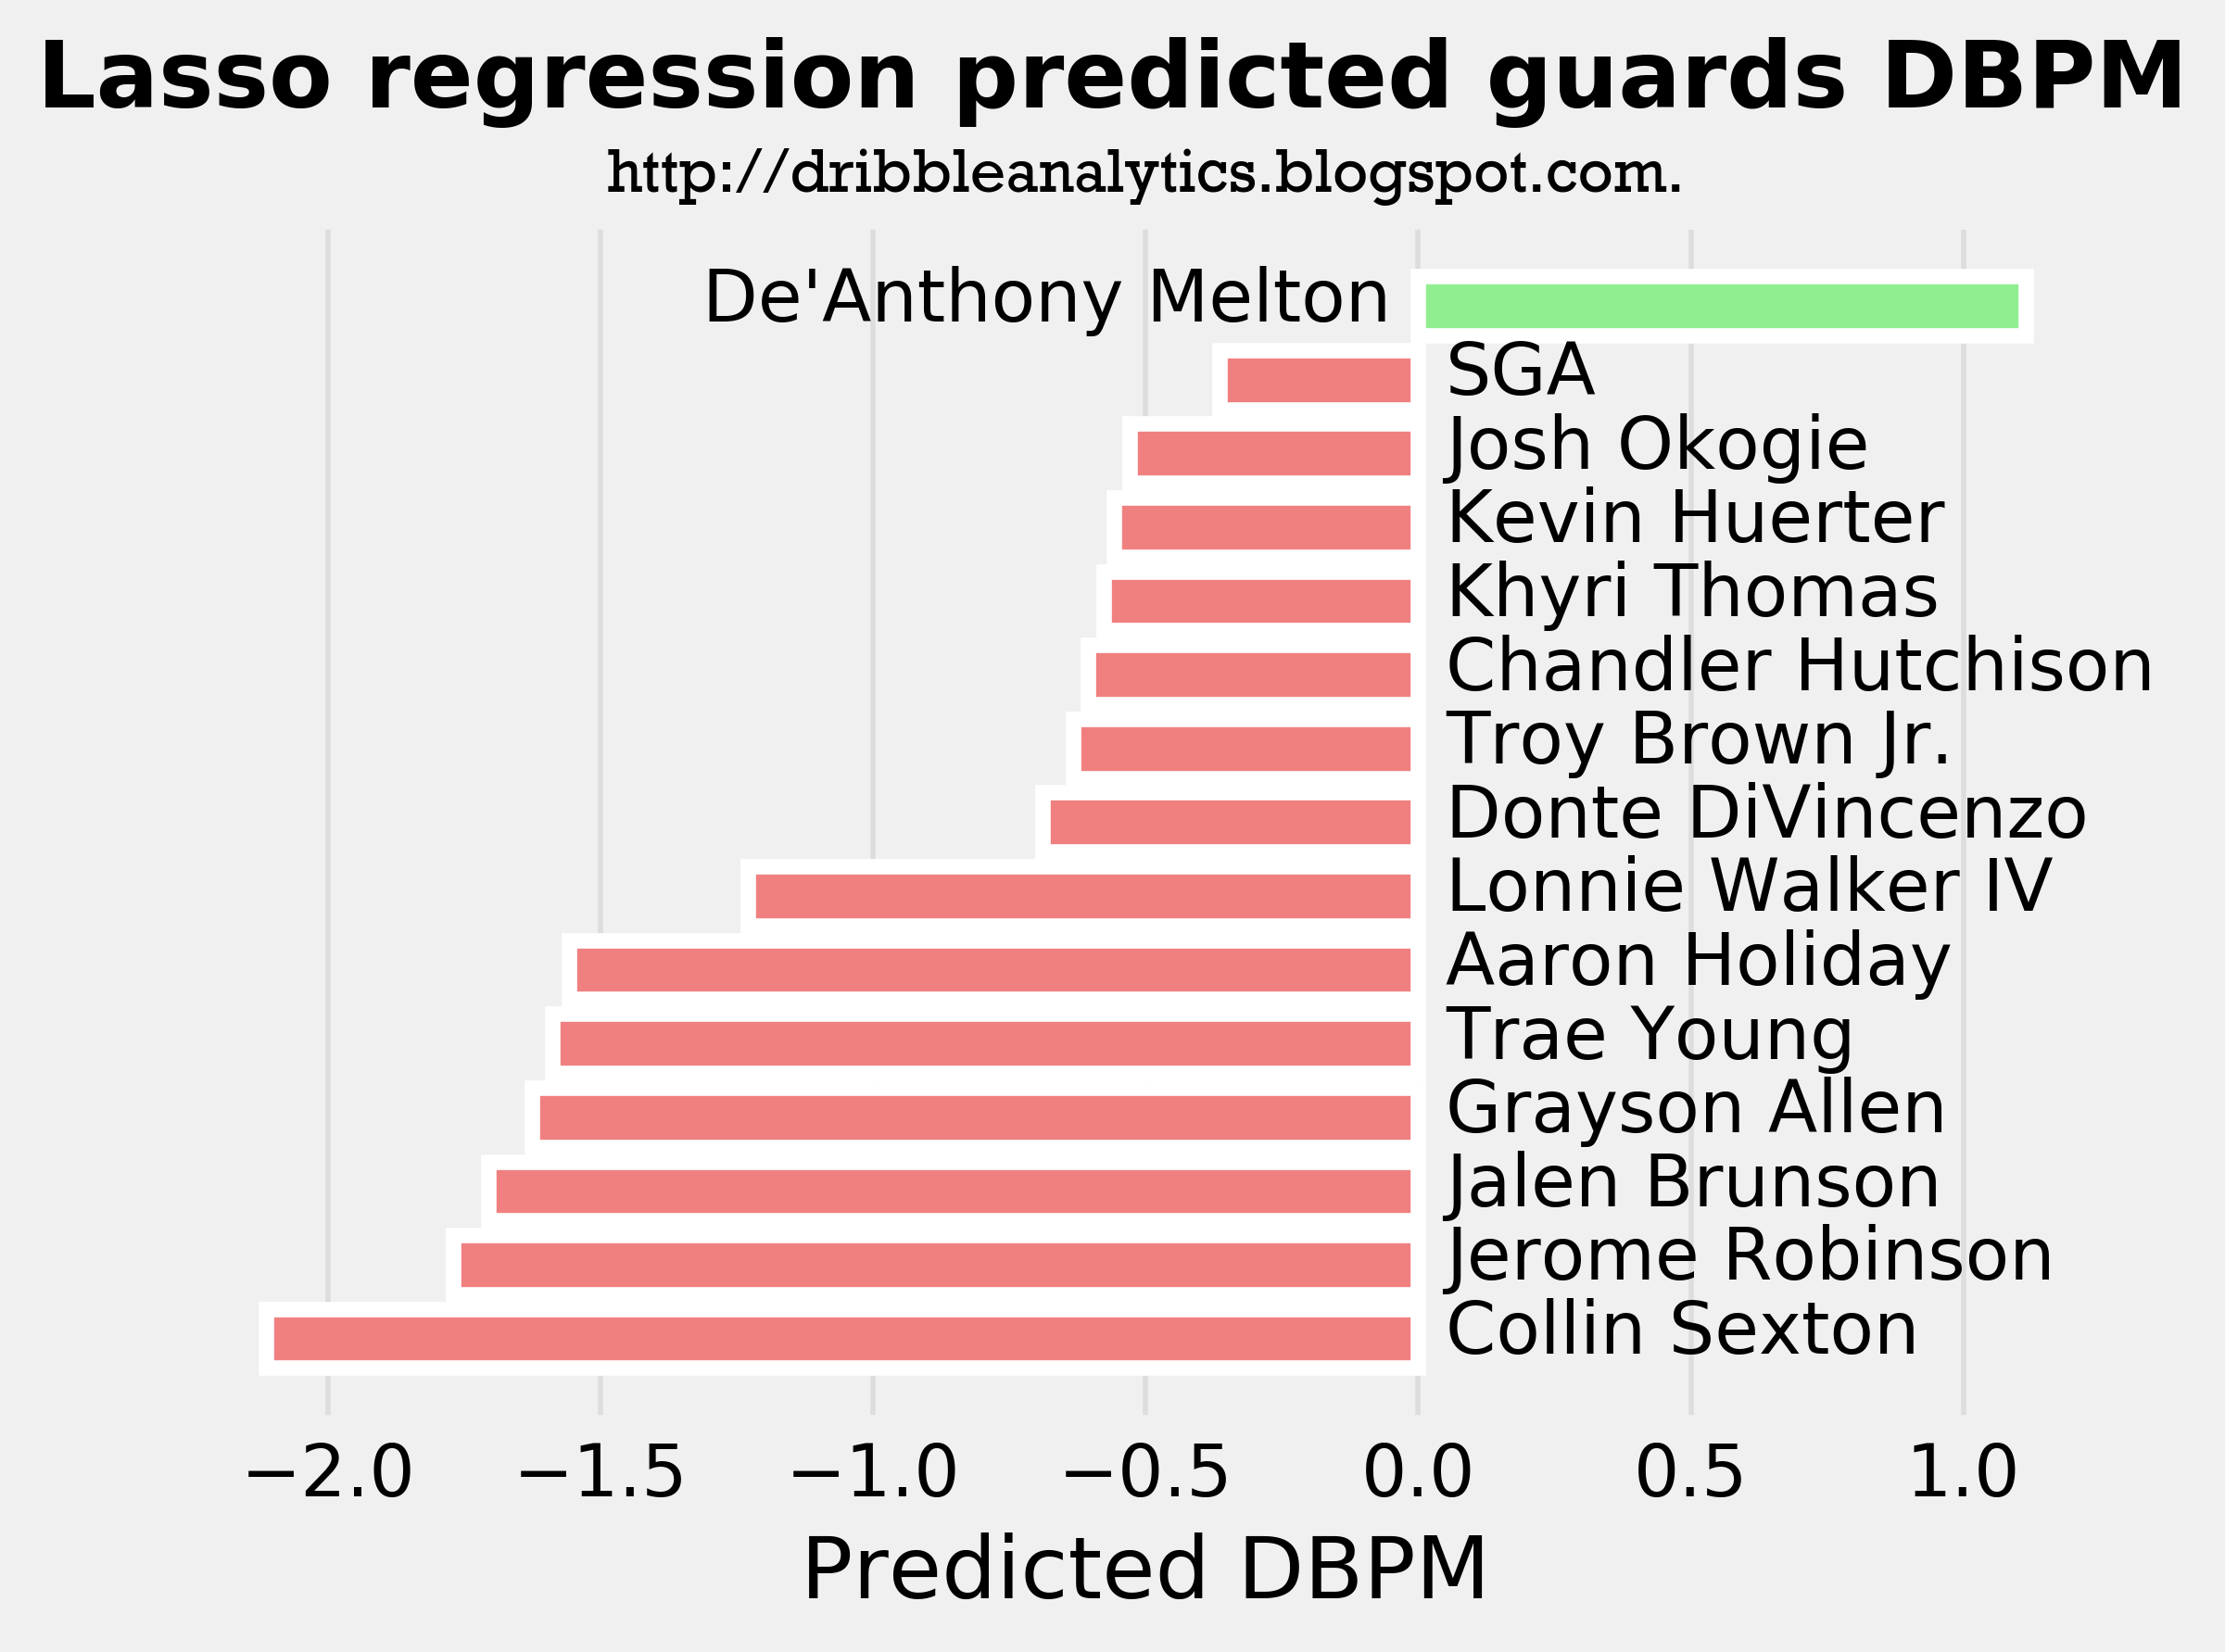 Lasso regression predicted guards DBPM
http://dribbleanalytics.blogspot.com.
De'Anthony Melton
SGA
Josh Okogie
Kevin Huerter
Khyri Thomas
Chandler Hutchison
Troy Brown Jr.
Donte DiVincenzo
Lonnie Walker IV
Aaron Holiday
Trae Young
Grayson Allen
Jalen Brunson
Jerome Robinson
Collin Sexton
−2.0 −1.5 −1.0 −0.5 0.0 0.5 1.0
Predicted DBPM